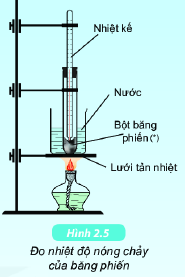 Nhiệt kế
Nước
Bột băng
phiến (*)
Lưới tản nhiệt
Hình 2.5
Đo nhiệt độ nóng chảy
của băng phiến